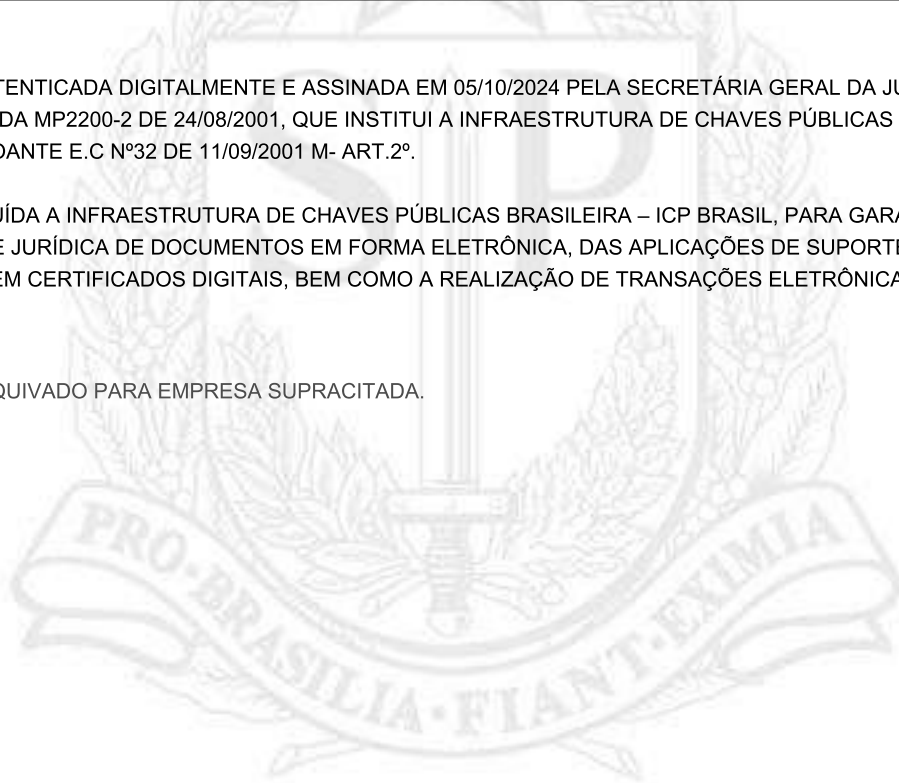 TENTICADA DIGITALMENTE E ASSINADA EM 05/10/2024 PELA SECRETÁRIA GERAL DA JU
DA MP2200-2 DE 24/08/2001, QUE INSTITUI A INFRAESTRUTURA DE CHAVES PÚBLICAS
DANTE E.C Nº32 DE 11/09/2001 M- ART.2º.
UÍDA A INFRAESTRUTURA DE CHAVES PÚBLICAS BRASILEIRA – ICP BRASIL, PARA GARA
E JURÍDICA DE DOCUMENTOS EM FORMA ELETRÔNICA, DAS APLICAÇÕES DE SUPORTE
EM CERTIFICADOS DIGITAIS, BEM COMO A REALIZAÇÃO DE TRANSAÇÕES ELETRÔNICA
QUIVADO PARA EMPRESA SUPRACITADA.
SP
PRO·BRASILIA·FIANT·EXIMIA